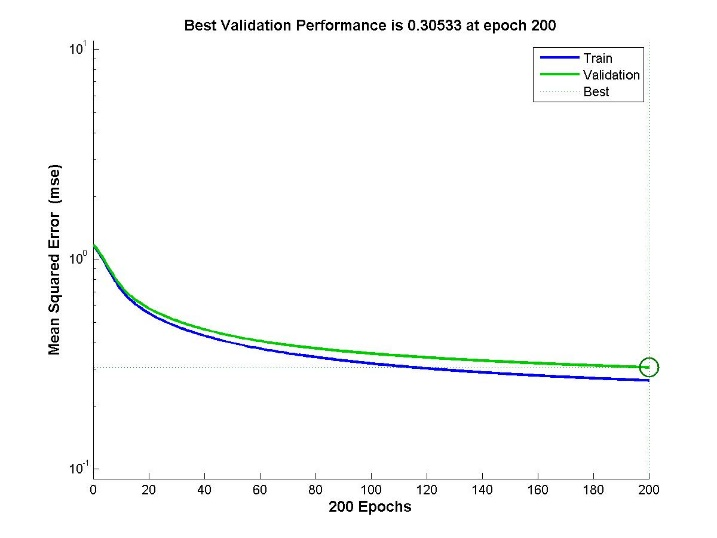 Best Validation Performance is 0.30533 at epoch 200
Train
Validation
Best
Mean Squared Error (mse)
10^1
10^0
10^-1
0 20 40 60 80 100 120 140 160 180 200
200 Epochs